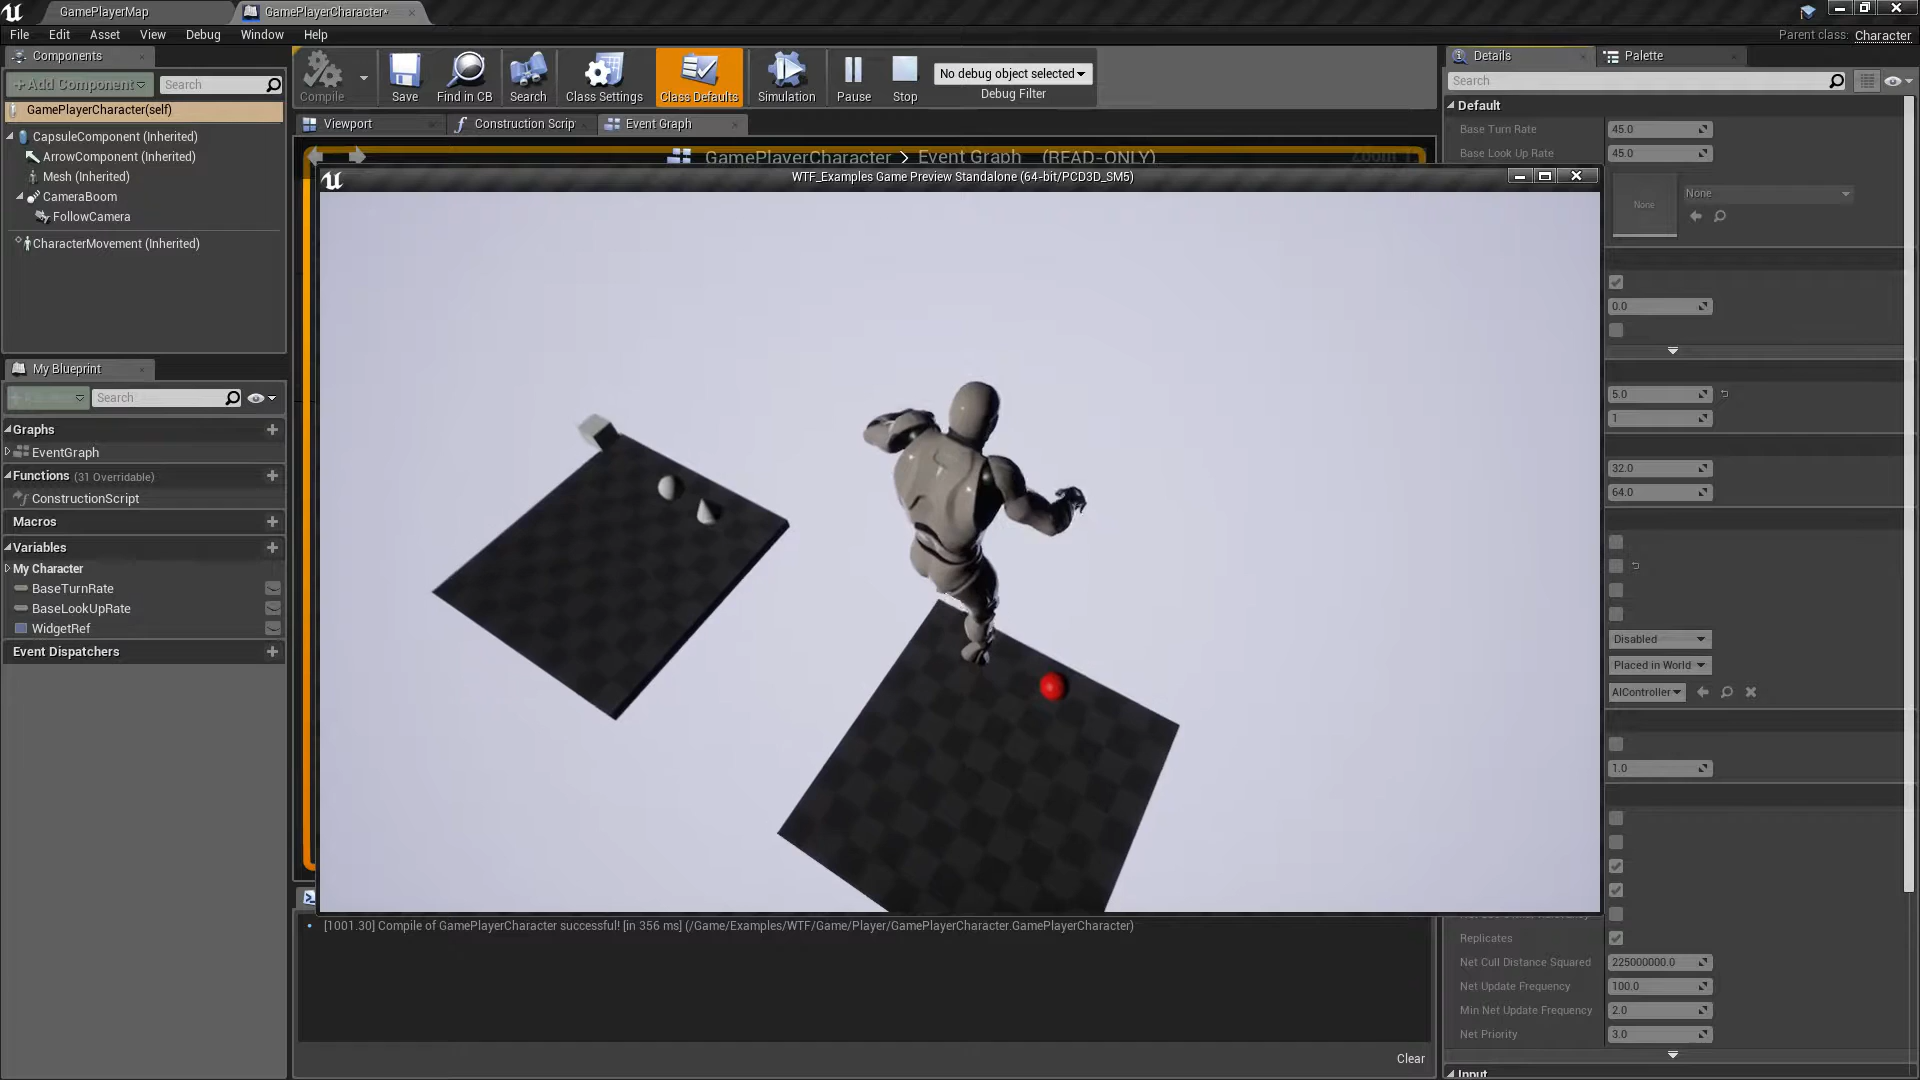 GamePlayerMap
GamePlayerCharacter*
File Edit Asset View Debug Window Help
Parent class: Character
Components
+Add Component
Search
GamePlayerCharacter(self)
CapsuleComponent (Inherited)
ArrowComponent (Inherited)
Mesh (Inherited)
CameraBoom
FollowCamera
CharacterMovement (Inherited)
My Blueprint
Search
Graphs
EventGraph
Functions (31 Overridable)
ConstructionScript
Macros
Variables
My Character
BaseTurnRate
BaseLookUpRate
WidgetRef
Event Dispatchers
Compile
Save
Find in CB
Search
Class Settings
Class Defaults
Simulation
Pause
Stop
No debug object selected
Debug Filter
Viewport
Construction Scrip
Event Graph
GamePlayerCharacter > Event Graph (READ-ONLY)
WTF_Examples Game Preview Standalone (64-bit/PCD3D_SM5)
[1001.30] Compile of GamePlayerCharacter successful! [in 356 ms] (/Game/Examples/WTF/Game/Player/GamePlayerCharacter.GamePlayerCharacter)
Clear
Details
Palette
Search
Default
Base Turn Rate 45.0
Base Look Up Rate 45.0
None
None
0.0
5.0
1
32.0
64.0
Disabled
Placed in World
AIController
1.0
Replicates
Net Cull Distance Squared 225000000.0
Net Update Frequency 100.0
Min Net Update Frequency 2.0
Net Priority 3.0
Input